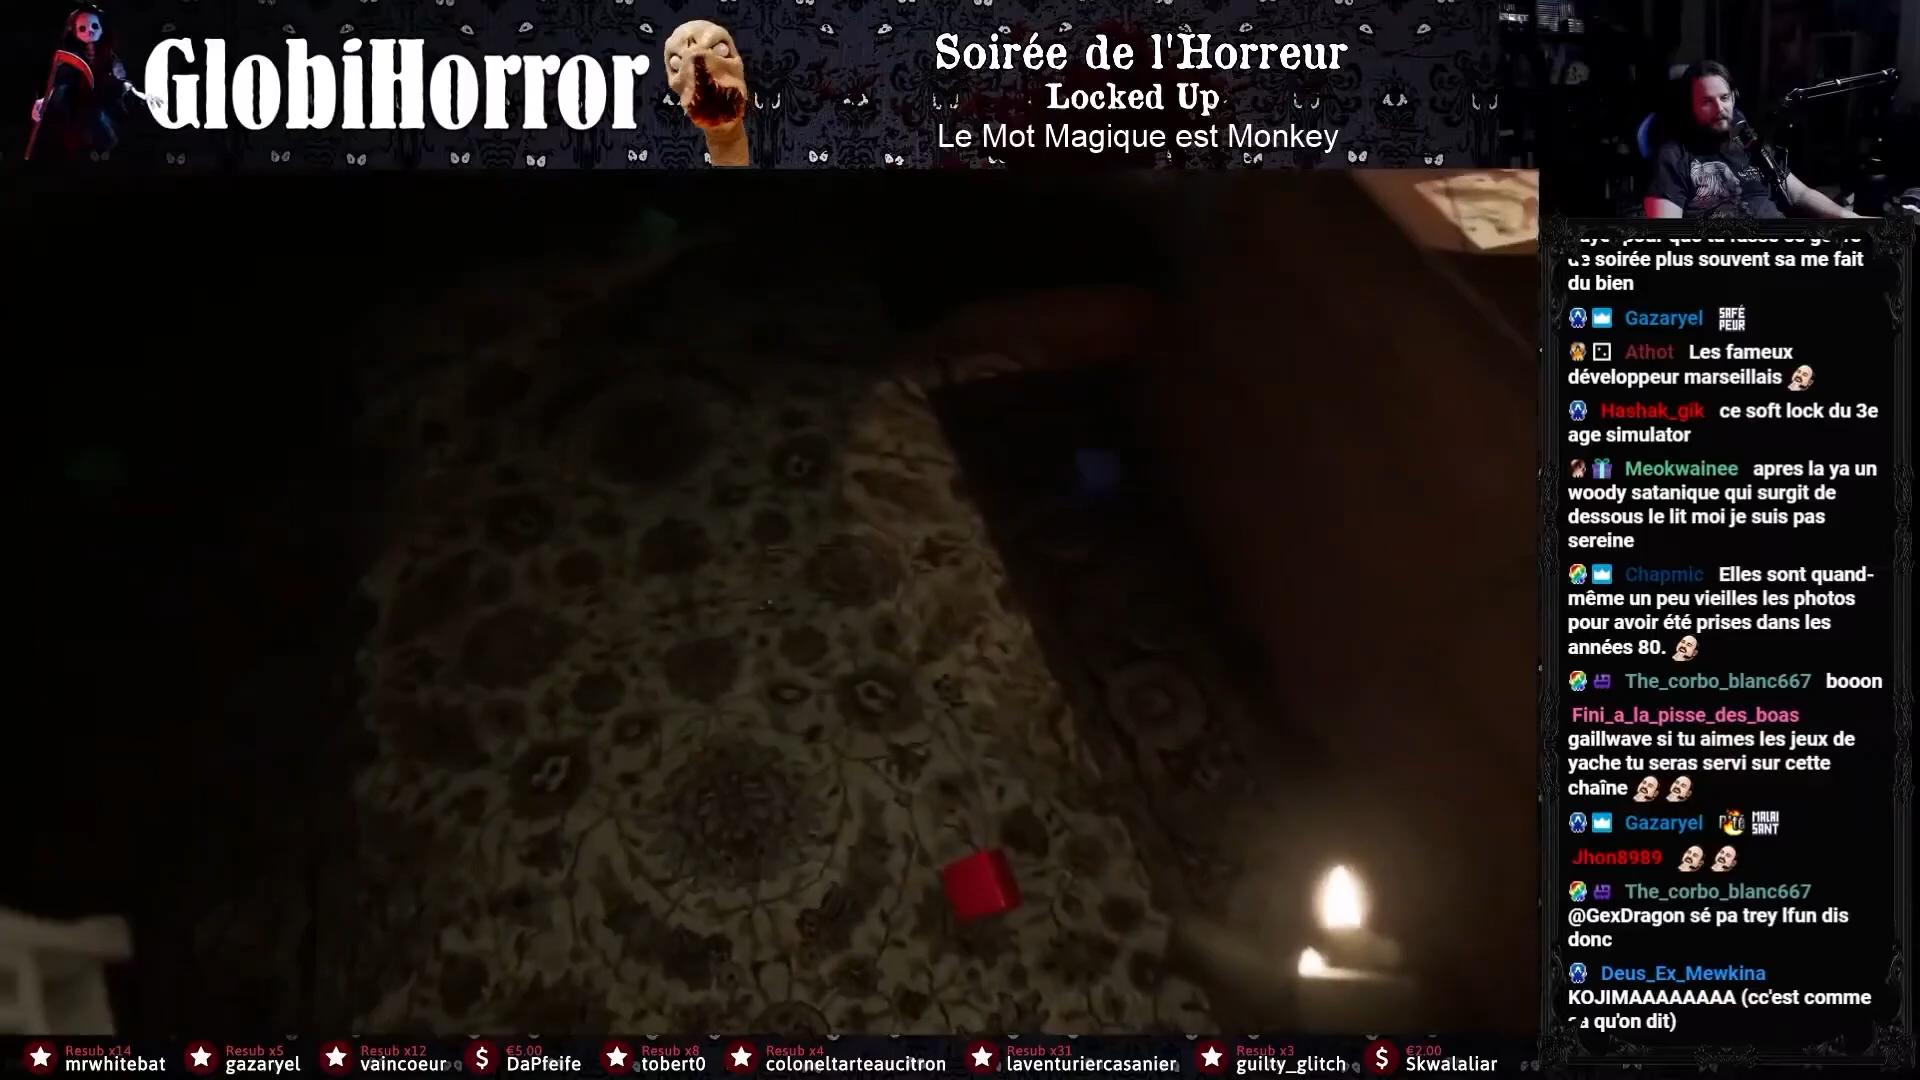 GlobiHorror
Soirée de l'Horreur
Locked Up
Le Mot Magique est Monkey
de soirée plus souvent sa me fait
du bien
Gazaryel SAFÉ
PEUR
Athot Les fameux
développeur marseillais
Hashak_gik ce soft lock du 3e
age simulator
Meokwainee apres la ya un
woody satanique qui surgit de
dessous le lit moi je suis pas
sereine
Chapmic Elles sont quand-
même un peu vieilles les photos
pour avoir été prises dans les
années 80.
The_corbo_blanc667 booon
Fini_a_la_pisse_des_boas
gaillwave si tu aimes les jeux de
yache tu seras servi sur cette
chaîne
Gazaryel MALAI
SANT
Jhon8989
The_corbo_blanc667
@GexDragon sé pa trey lfun dis
donc
Deus_Ex_Mewkina
KOJIMAAAAAAAA (cc'est comme
qu'on dit)
Resub x14
mrwhitebat
Resub x5
gazaryel
Resub x12
vaincoeur
€5.00
DaPfeife
Resub x8
tobert0
Resub x4
coloneltarteaucitron
Resub x31
laventuriercasanier
Resub x3
guilty_glitch
€2.00
Skwalaliar